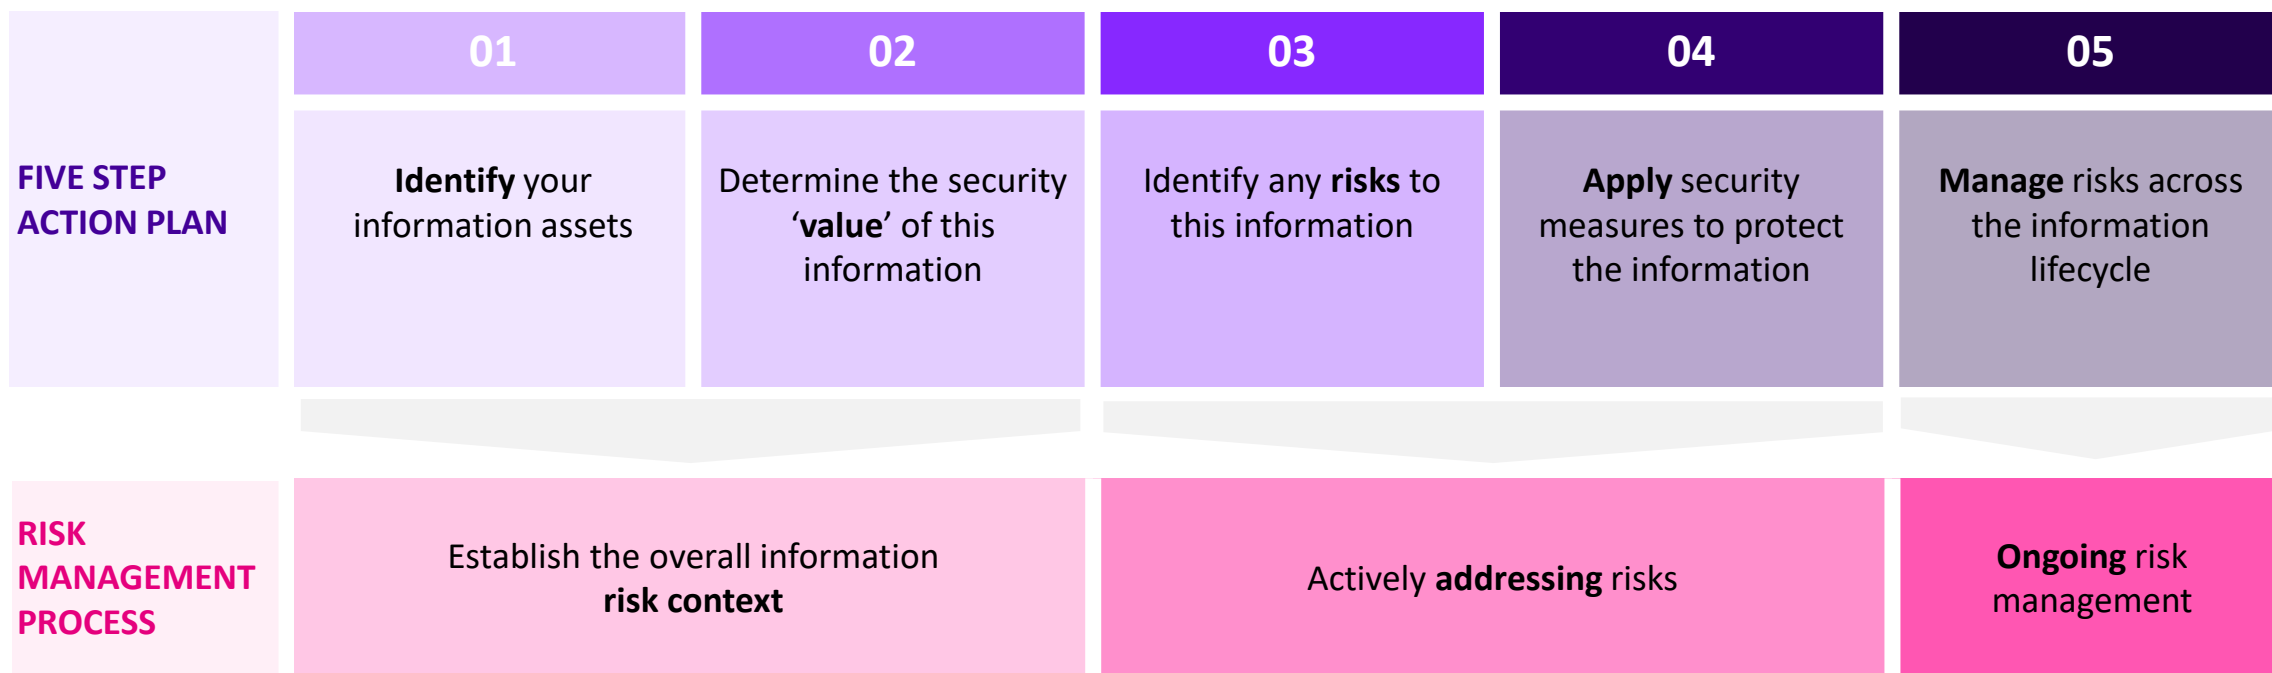 01
02
03
04
05
FIVE STEP
ACTION PLAN
Identify your
information assets
Determine the security
‘value’ of this
information
Identify any risks to
this information
Apply security
measures to protect
the information
Manage risks across
the information
lifecycle
RISK
MANAGEMENT
PROCESS
Establish the overall information
risk context
Actively addressing risks
Ongoing risk
management